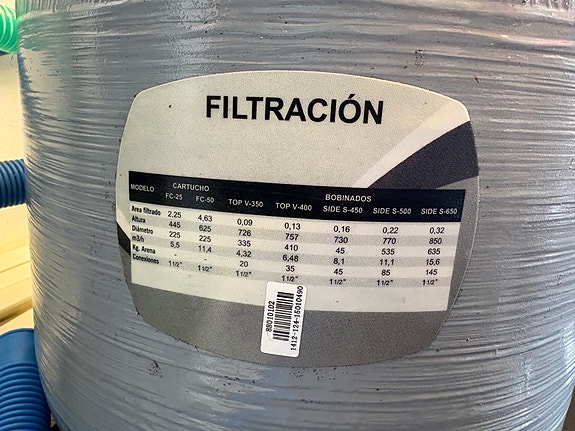 FILTRACIÓN
MODELO CARTUCHO BOBINADOS
FC-25 FC-50 TOP V-350 TOP V-400 SIDE S-450 SIDE S-500 SIDE S-650
Area filtrado 2,25 4,63 0,09 0,13 0,16 0,22 0,32
Altura 445 625 726 757 730 770 850
Diámetro 225 225 335 410 45 535 635
m3/h 5,5 11,4 4,32 6,48 8,1 11,1 15,6
Kg. Arena - - 20 35 45 85 145
Conexiones 1 1/2" 1 1/2" 1 1/2" 1 1/2" 1 1/2" 1 1/2" 1 1/2"
88010102
1412-124-15010490